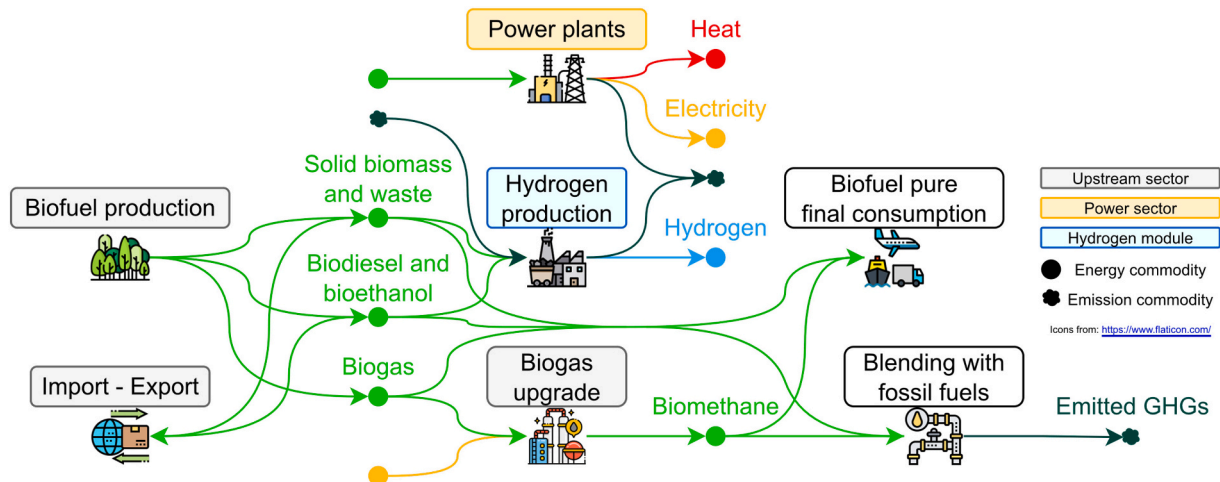 Power plants
Heat
Electricity
Solid biomass
and waste
Hydrogen
production
Biofuel pure
final consumption
Upstream sector
Biofuel production
Power sector
Hydrogen
Hydrogen module
Biodiesel and
bioethanol
Energy commodity
Emission commodity
Icons from: https://www.flaticon.com/
Import - Export
Biogas
Biogas
upgrade
Biomethane
Blending with
fossil fuels
Emitted GHGs